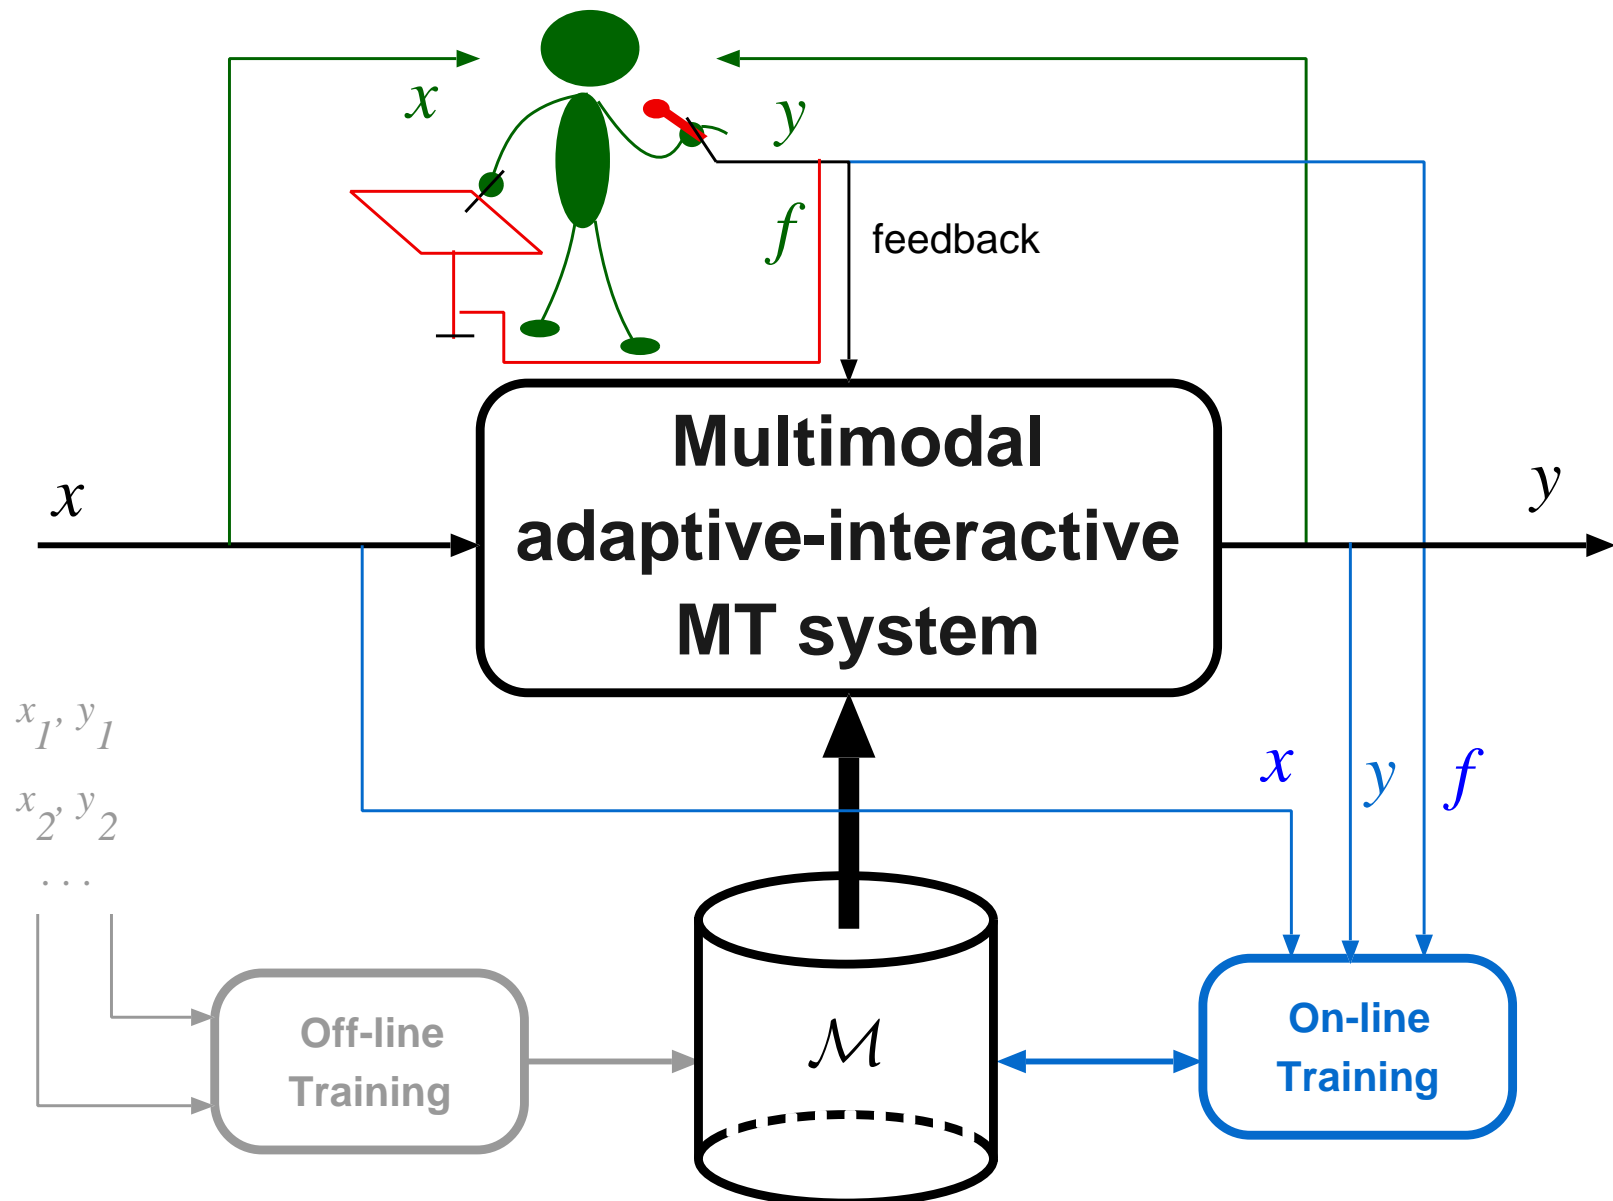 x
y
f
feedback
x
Multimodal
adaptive-interactive
MT system
y
x₁, y₁
x₂, y₂
. . .
x
y
f
Off-line
Training
ℳ
On-line
Training